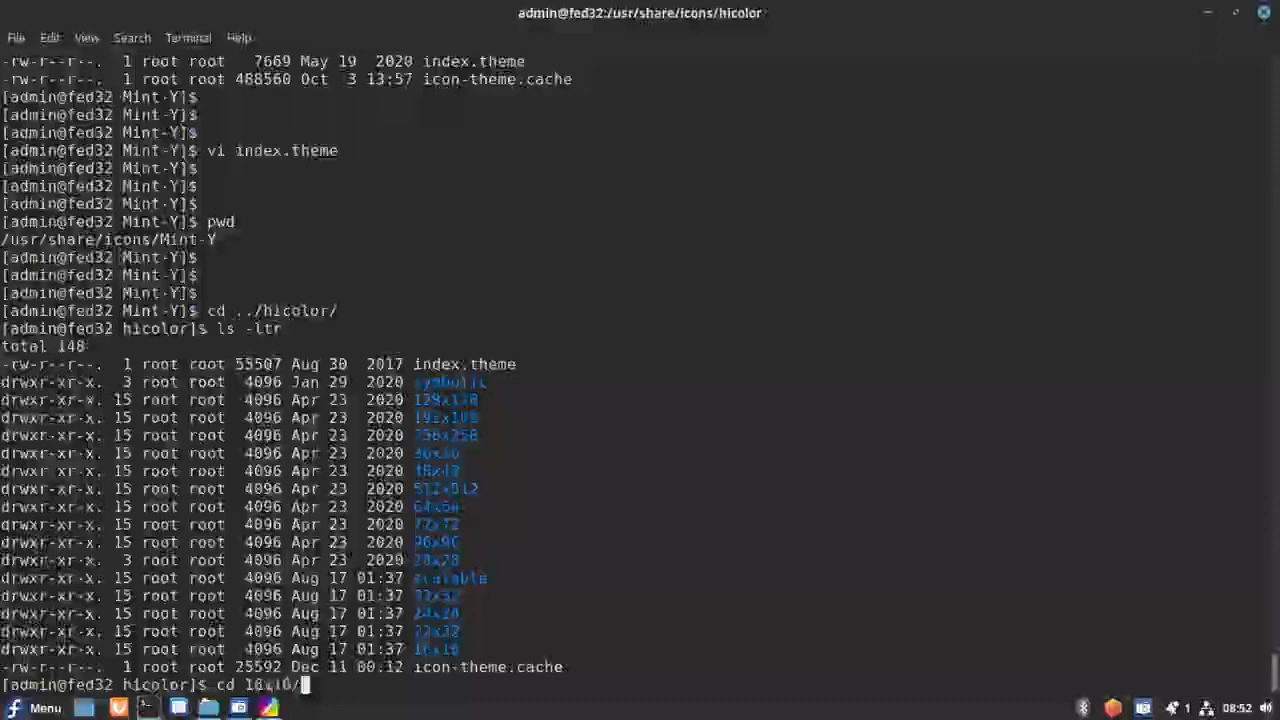 admin@fed32:/usr/share/icons/hicolor
File Edit View Search Terminal Help
-rw-r--r--. 1 root root 7669 May 19 2020 index.theme
-rw-r--r--. 1 root root 488560 Oct 3 13:57 icon-theme.cache
[admin@fed32 Mint-Y]$
[admin@fed32 Mint-Y]$
[admin@fed32 Mint-Y]$
[admin@fed32 Mint-Y]$ vi index.theme
[admin@fed32 Mint-Y]$
[admin@fed32 Mint-Y]$
[admin@fed32 Mint-Y]$
[admin@fed32 Mint-Y]$ pwd
/usr/share/icons/Mint-Y
[admin@fed32 Mint-Y]$
[admin@fed32 Mint-Y]$
[admin@fed32 Mint-Y]$
[admin@fed32 Mint-Y]$ cd ../hicolor/
[admin@fed32 hicolor]$ ls -ltr
total 148
-rw-r--r--. 1 root root 55507 Aug 30 2017 index.theme
drwxr-xr-x. 3 root root 4096 Jan 29 2020 symbolic
drwxr-xr-x. 15 root root 4096 Apr 23 2020 128x128
drwxr-xr-x. 15 root root 4096 Apr 23 2020 192x192
drwxr-xr-x. 15 root root 4096 Apr 23 2020 256x256
drwxr-xr-x. 15 root root 4096 Apr 23 2020 36x36
drwxr-xr-x. 15 root root 4096 Apr 23 2020 48x48
drwxr-xr-x. 15 root root 4096 Apr 23 2020 512x512
drwxr-xr-x. 15 root root 4096 Apr 23 2020 64x64
drwxr-xr-x. 15 root root 4096 Apr 23 2020 72x72
drwxr-xr-x. 15 root root 4096 Apr 23 2020 96x96
drwxr-xr-x. 3 root root 4096 Apr 23 2020
drwxr-xr-x. 15 root root 4096 Aug 17 01:37 scalable
drwxr-xr-x. 15 root root 4096 Aug 17 01:37 32x32
drwxr-xr-x. 15 root root 4096 Aug 17 01:37 24x24
drwxr-xr-x. 15 root root 4096 Aug 17 01:37 22x22
drwxr-xr-x. 15 root root 4096 Aug 17 01:37 16x16
-rw-r--r--. 1 root root 25592 Dec 11 00:12 icon-theme.cache
[admin@fed32 hicolor]$ cd 16x16/
Menu 1 08:52